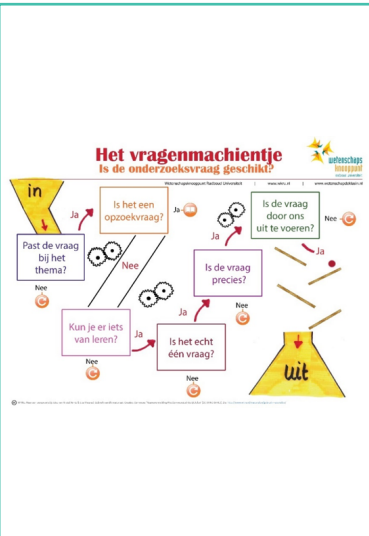 Het vragenmachientje
Is de onderzoeksvraag geschikt?
wetenschaps
knooppunt
Wetenschapsknooppunt Radboud Universiteit | www.wkru.nl |
in
Ja
Past de vraag
bij het
thema?
Nee
C
Is het een
opzoekvraag?
Ja
Nee
Kun je er iets
van leren?
Nee
C
Ja
Is het echt
één vraag?
Nee
C
Ja
Is de vraag
precies?
Nee
C
Ja
Is de vraag
door ons
uit te voeren?
Nee
C
Ja
uit